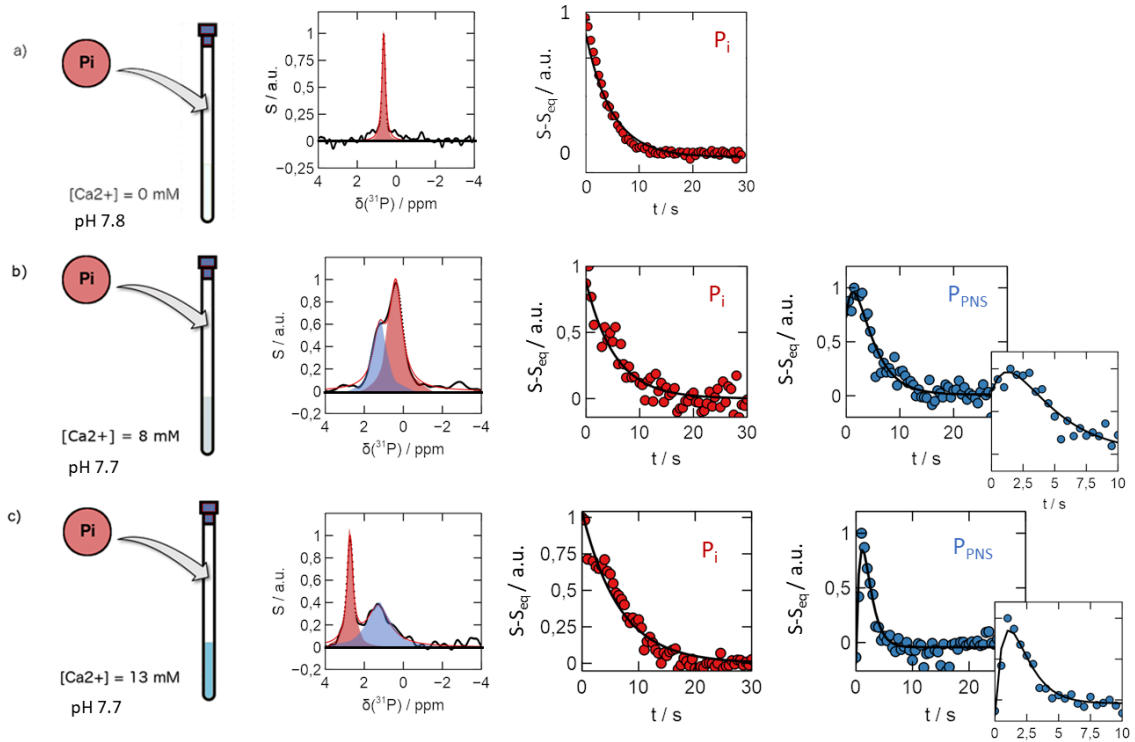 a)
Pi
[Ca2+] = 0 mM
pH 7.8
S / a.u.
1
0,75
0,5
0,25
0
−0,25
4 2 0 −2 −4
δ(³¹P) / ppm
S-Seq / a.u.
1
0
Pi
0 10 20 30
t / s
b)
Pi
[Ca2+] = 8 mM
pH 7.7
S / a.u.
1
0,8
0,6
0,4
0,2
0
−0,2
4 2 0 −2 −4
δ(³¹P) / ppm
S-Seq / a.u.
1
0,5
0
Pi
0 10 20 30
t / s
S-Seq / a.u.
1
0,5
0
PPNS
0 10 20
t / s
0 2,5 5 7,5 10
t / s
c)
Pi
[Ca2+] = 13 mM
pH 7.7
S / a.u.
1
0,8
0,6
0,4
0,2
0
−0,2
4 2 0 −2 −4
δ(³¹P) / ppm
S-Seq / a.u.
1
0,75
0,5
0,25
0
Pi
0 10 20 30
t / s
S-Seq / a.u.
1
0,5
0
PPNS
0 10 20
t / s
0 2,5 5 7,5 10
t / s